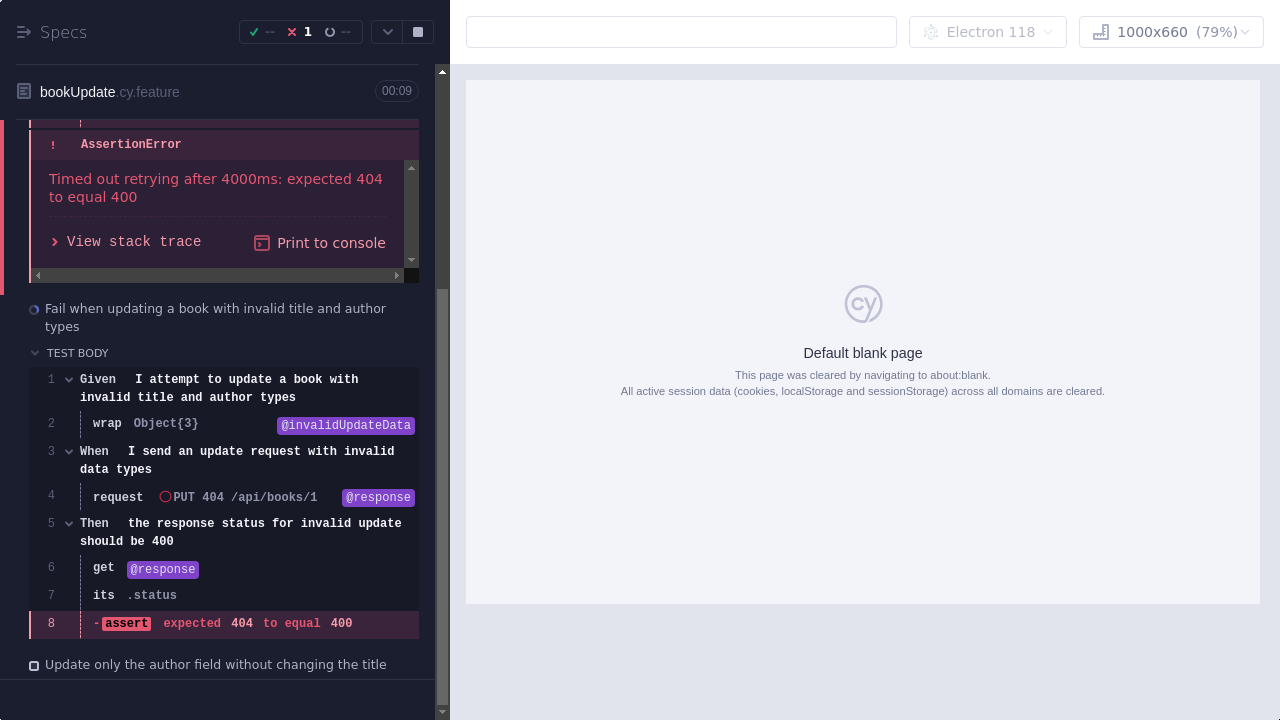 Specs
--
1
--
bookUpdate.cy.feature
00:09
! AssertionError
Timed out retrying after 4000ms: expected 404
to equal 400
View stack trace
Print to console
Fail when updating a book with invalid title and author
types
TEST BODY
1 Given I attempt to update a book with
invalid title and author types
2 wrap Object{3} @invalidUpdateData
3 When I send an update request with invalid
data types
4 request PUT 404 /api/books/1 @response
5 Then the response status for invalid update
should be 400
6 get @response
7 its .status
8 -assert expected 404 to equal 400
Update only the author field without changing the title
Electron 118
1000x660 (79%)
cy
Default blank page
This page was cleared by navigating to about:blank.
All active session data (cookies, localStorage and sessionStorage) across all domains are cleared.